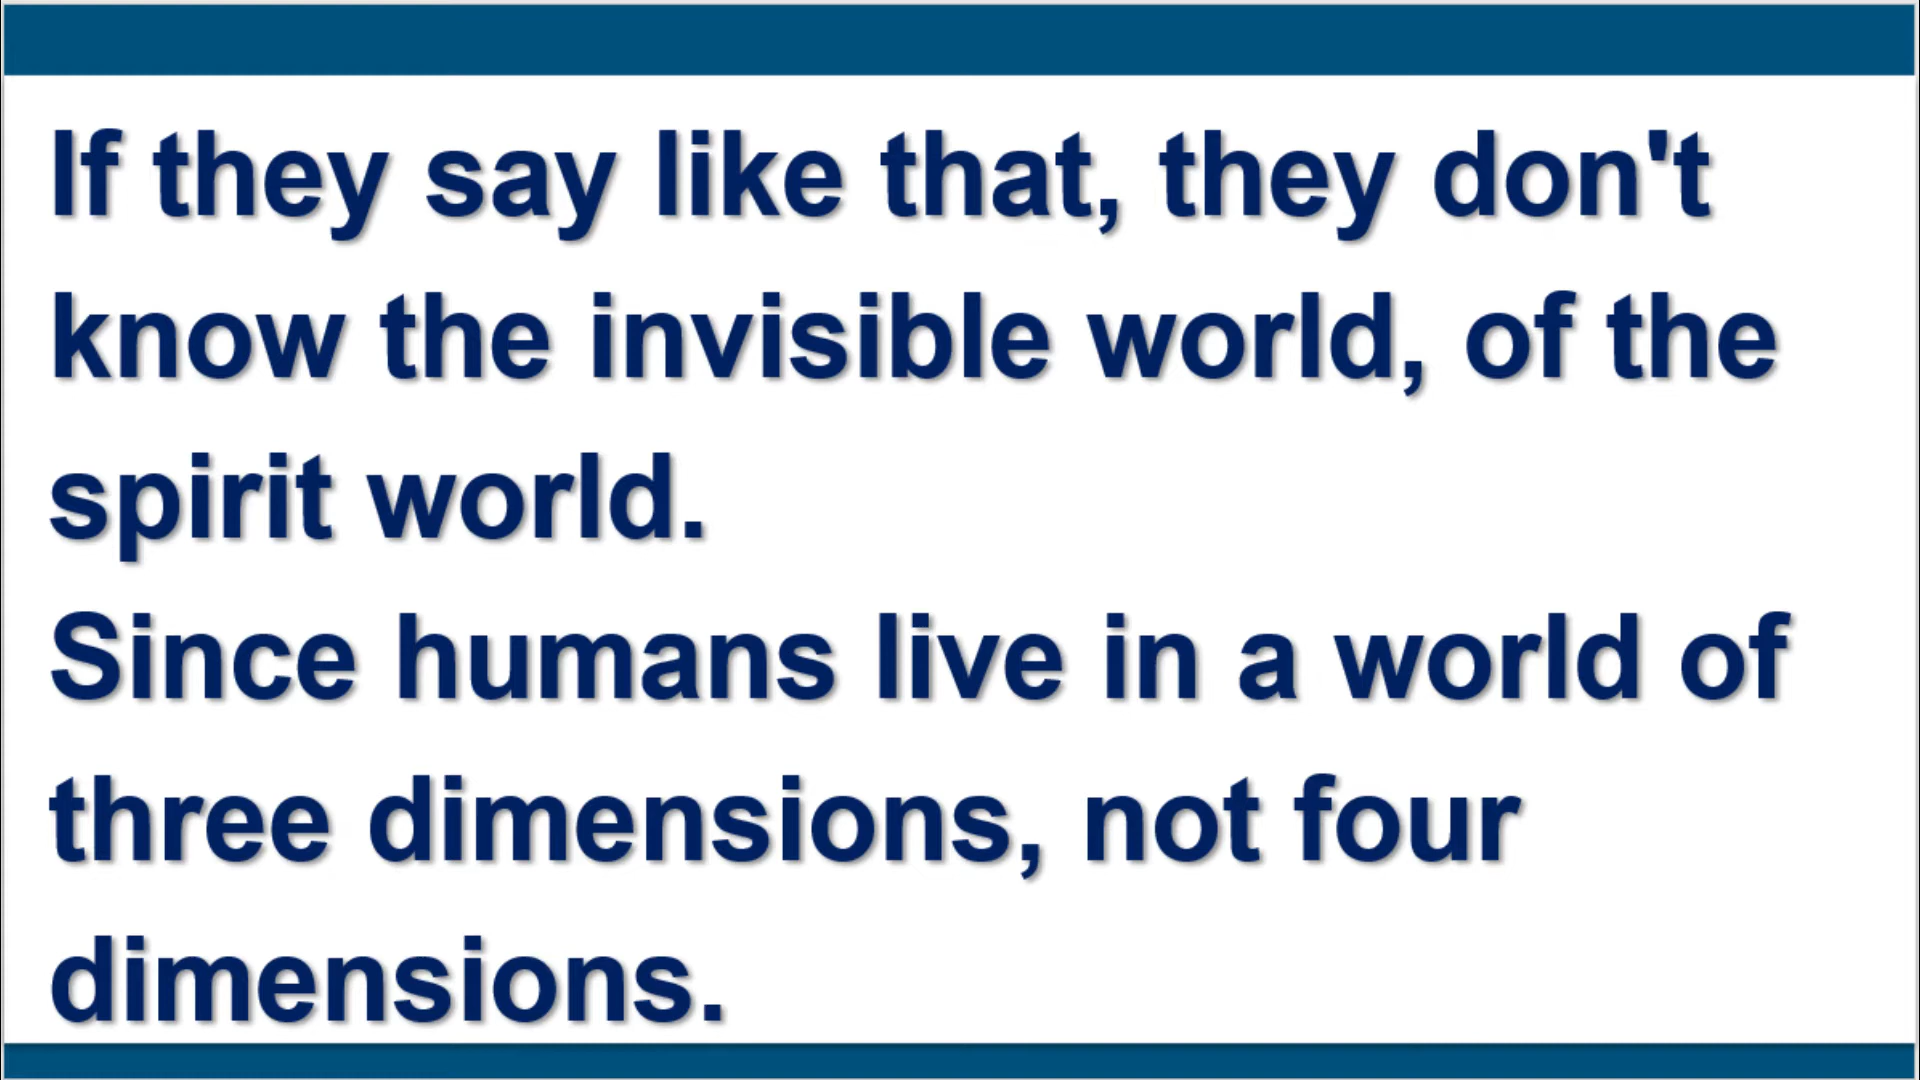 If they say like that, they don't
know the invisible world, of the
spirit world.
Since humans live in a world of
three dimensions, not four
dimensions.